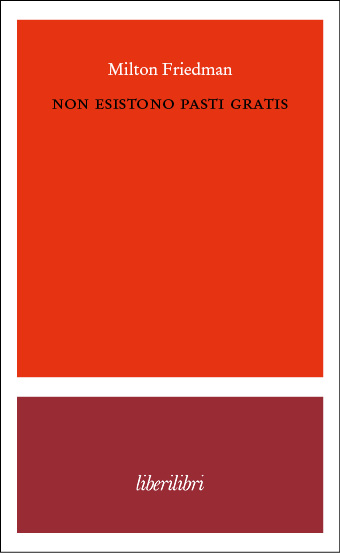 Milton Friedman
NON ESISTONO PASTI GRATIS
liberilibri